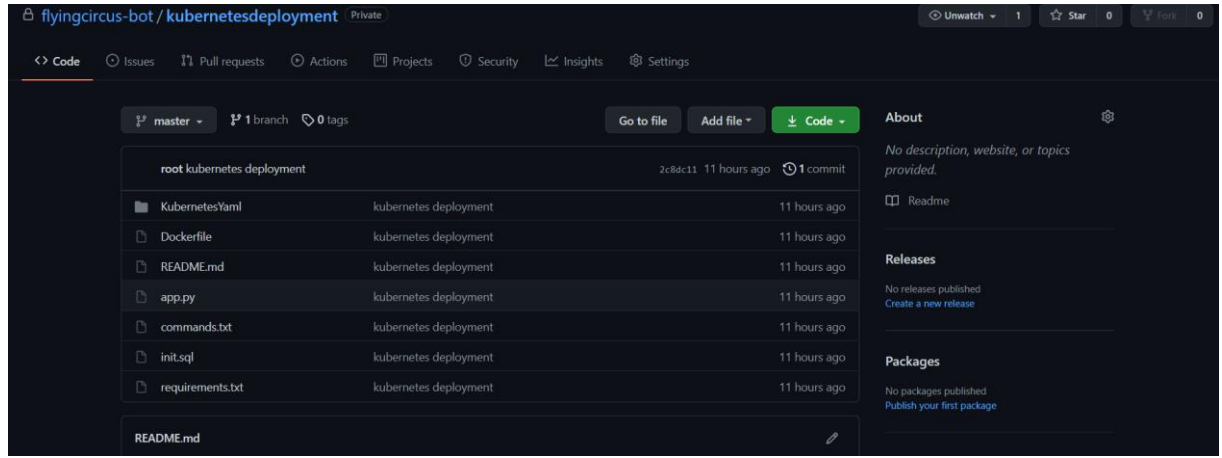 flyingcircus-bot / kubernetesdeployment Private
Unwatch 1 Star 0 Fork 0
<> Code Issues Pull requests Actions Projects Security Insights Settings
master 1 branch 0 tags Go to file Add file Code
root kubernetes deployment 2c8dc11 11 hours ago 1 commit
KubernetesYaml kubernetes deployment 11 hours ago
Dockerfile kubernetes deployment 11 hours ago
README.md kubernetes deployment 11 hours ago
app.py kubernetes deployment 11 hours ago
commands.txt kubernetes deployment 11 hours ago
init.sql kubernetes deployment 11 hours ago
requirements.txt kubernetes deployment 11 hours ago
README.md
About
No description, website, or topics
provided.
Readme
Releases
No releases published
Create a new release
Packages
No packages published
Publish your first package